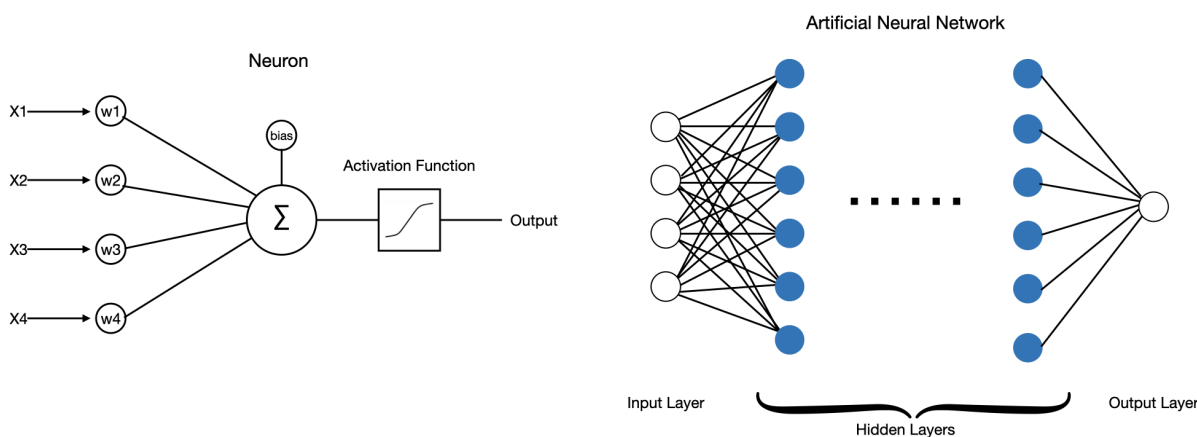 Neuron
X1
w1
X2
w2
X3
w3
X4
w4
bias
Σ
Activation Function
Output
Artificial Neural Network
Input Layer
Hidden Layers
Output Layer